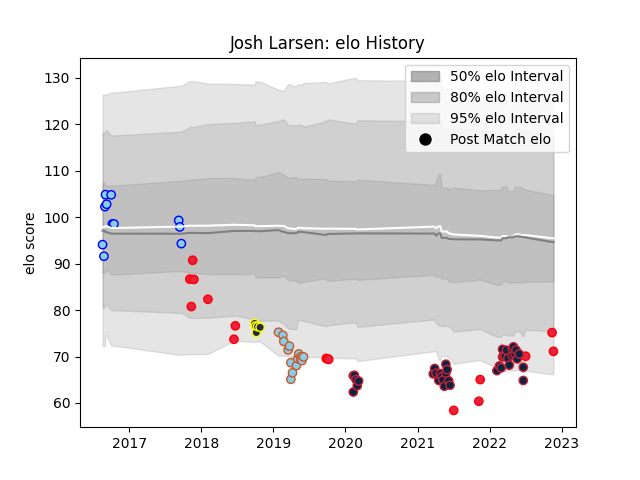 Josh Larsen: elo History
130
120
110
100
90
80
70
60
elo score
50% elo Interval
80% elo Interval
95% elo Interval
Post Match elo
2017 2018 2019 2020 2021 2022 2023